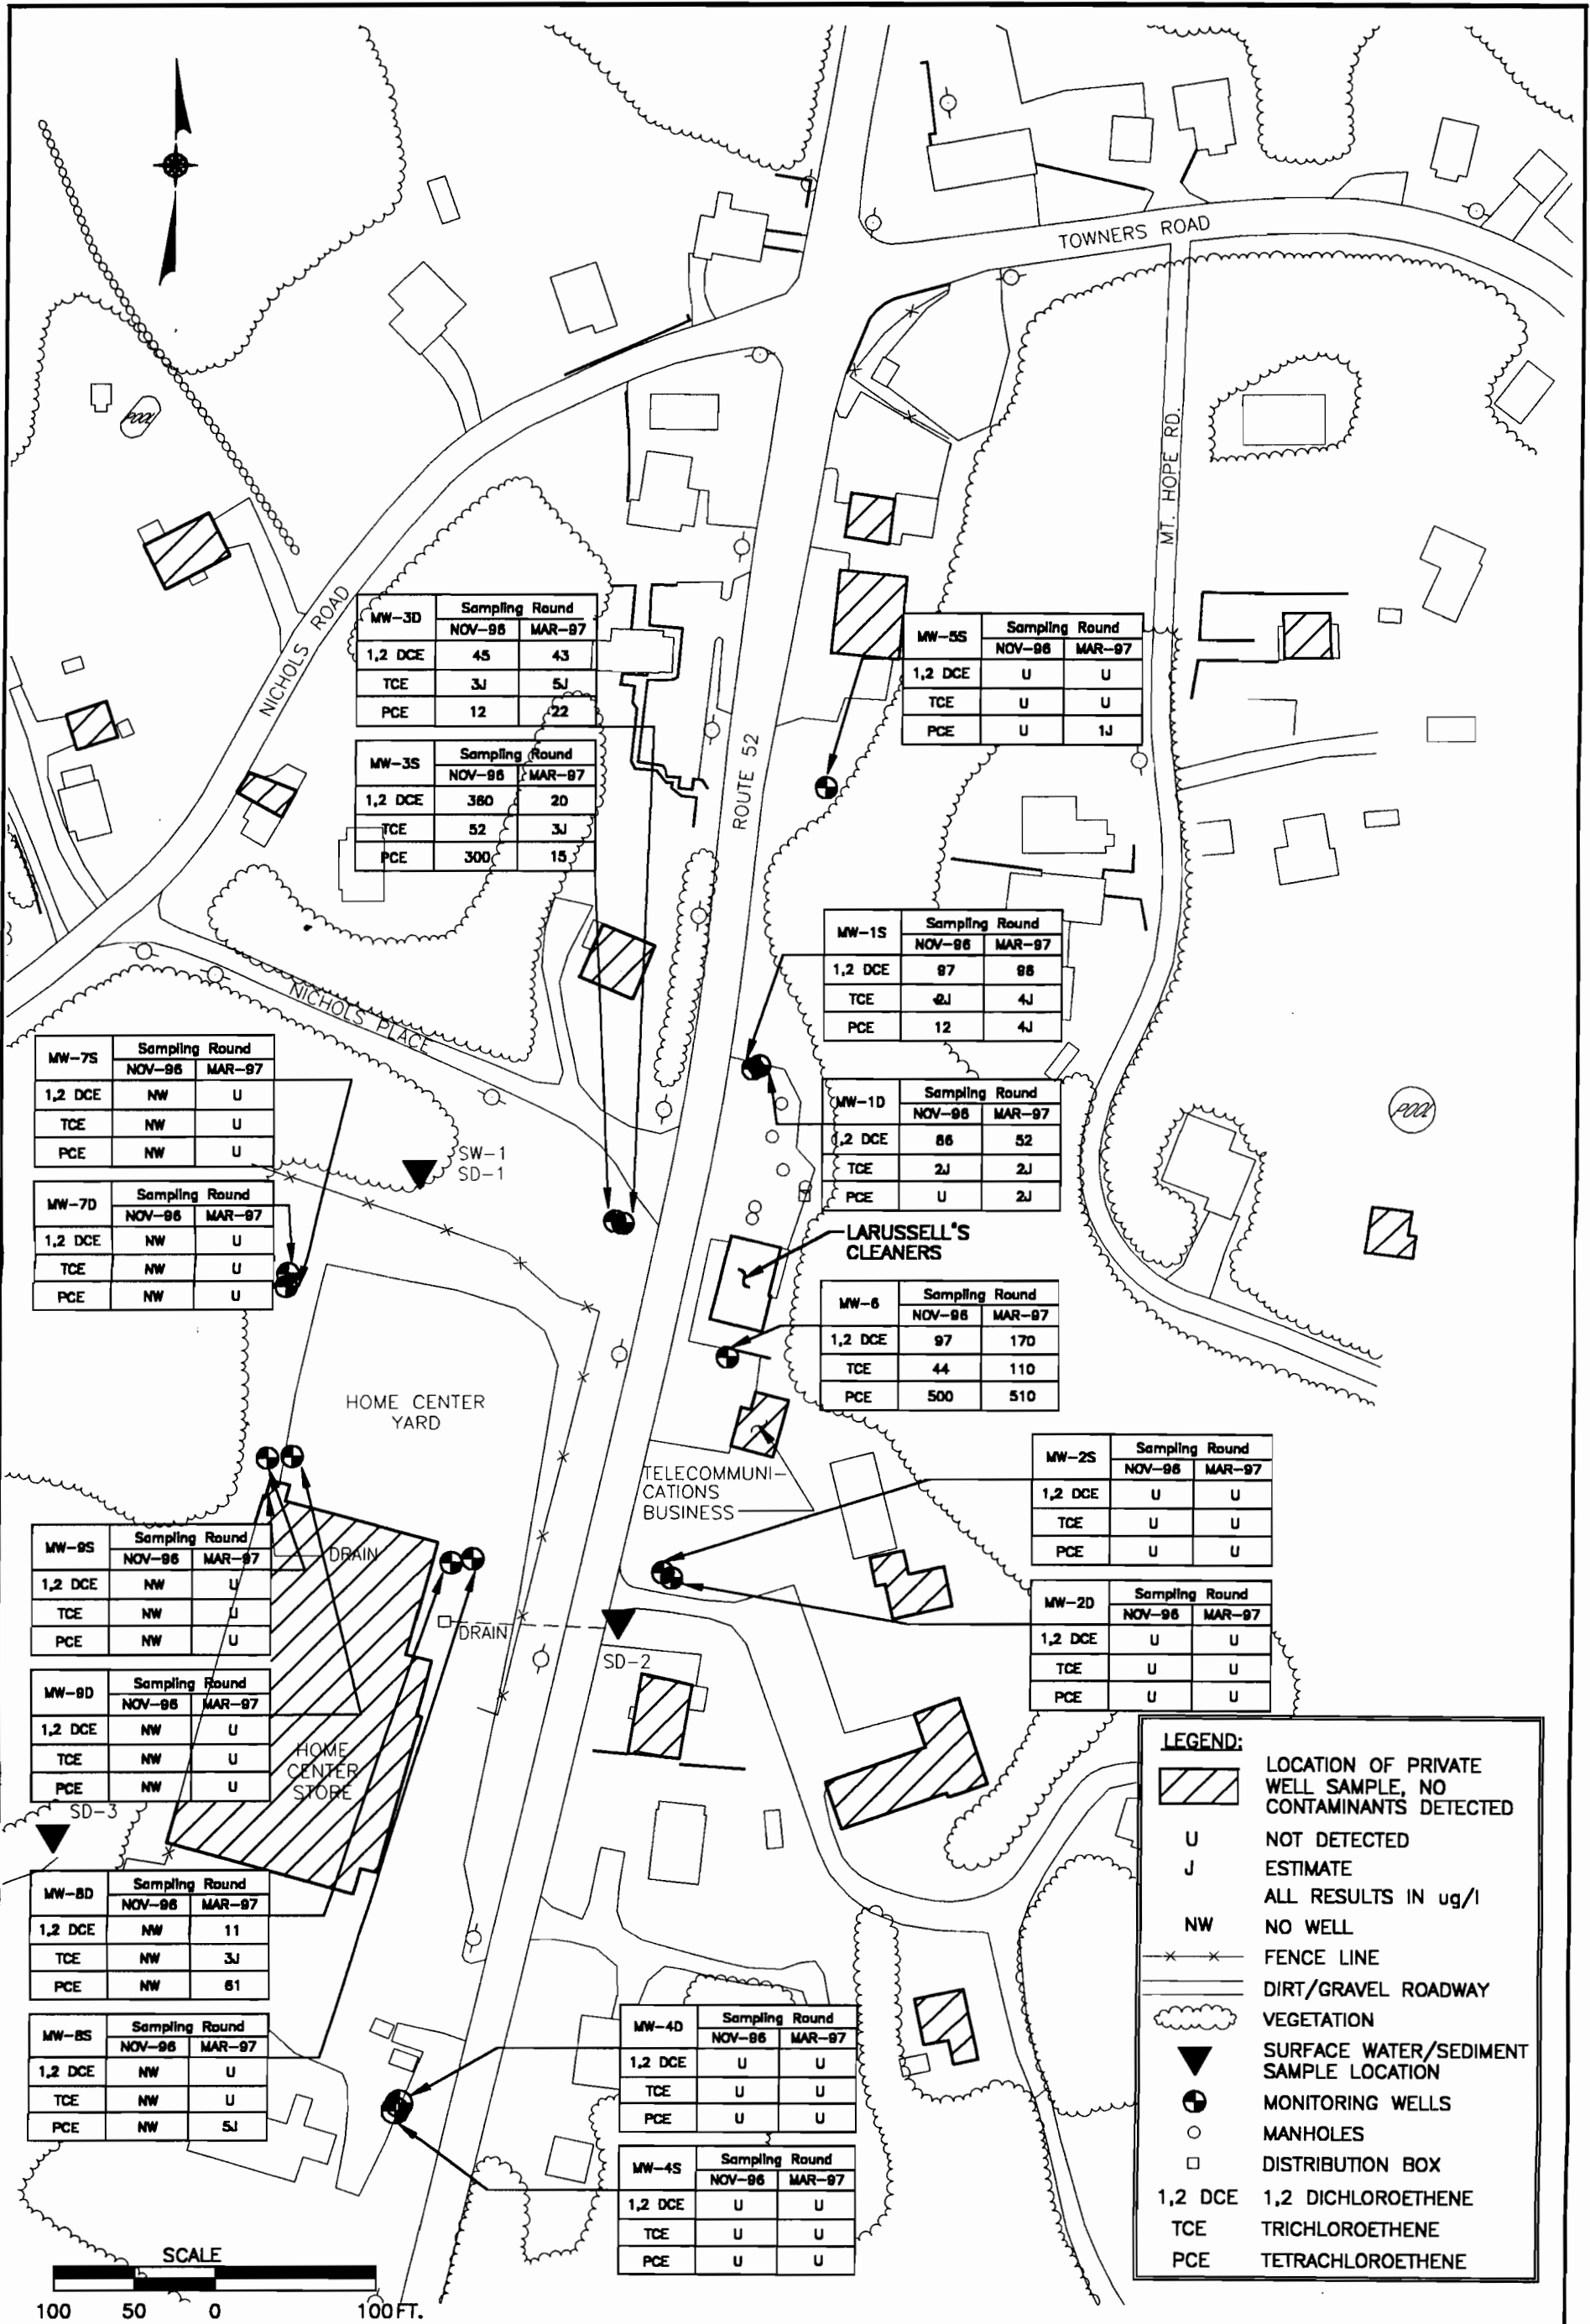 TOWNERS ROAD
MT. HOPE RD.
POOL
NICHOLS ROAD
ROUTE 52
MW-3D Sampling Round
NOV-96 MAR-97
1,2 DCE 45 43
TCE 3J 5J
PCE 12 22
MW-5S Sampling Round
NOV-96 MAR-97
1,2 DCE U U
TCE U U
PCE U 1J
MW-3S Sampling Round
NOV-96 MAR-97
1,2 DCE 360 20
TCE 52 3J
PCE 300 15
MW-1S Sampling Round
NOV-96 MAR-97
1,2 DCE 97 98
TCE 2J 4J
PCE 12 4J
NICHOLS PLACE
MW-7S Sampling Round
NOV-96 MAR-97
1,2 DCE NW U
TCE NW U
PCE NW U
MW-1D Sampling Round
NOV-96 MAR-97
1,2 DCE 86 52
TCE 2J 2J
PCE U 2J
POOL
SW-1
SD-1
MW-7D Sampling Round
NOV-96 MAR-97
1,2 DCE NW U
TCE NW U
PCE NW U
LARUSSELL'S
CLEANERS
MW-6 Sampling Round
NOV-96 MAR-97
1,2 DCE 97 170
TCE 44 110
PCE 500 510
HOME CENTER
YARD
TELECOMMUNI-
CATIONS
BUSINESS
MW-2S Sampling Round
NOV-96 MAR-97
1,2 DCE U U
TCE U U
PCE U U
MW-9S Sampling Round
NOV-96 MAR-97
1,2 DCE NW U
TCE NW U
PCE NW U
DRAIN
DRAIN
SD-2
MW-2D Sampling Round
NOV-96 MAR-97
1,2 DCE U U
TCE U U
PCE U U
MW-9D Sampling Round
NOV-96 MAR-97
1,2 DCE NW U
TCE NW U
PCE NW U
HOME
CENTER
STORE
SD-3
MW-8D Sampling Round
NOV-96 MAR-97
1,2 DCE NW 11
TCE NW 3J
PCE NW 61
MW-8S Sampling Round
NOV-96 MAR-97
1,2 DCE NW U
TCE NW U
PCE NW 5J
MW-4D Sampling Round
NOV-96 MAR-97
1,2 DCE U U
TCE U U
PCE U U
MW-4S Sampling Round
NOV-96 MAR-97
1,2 DCE U U
TCE U U
PCE U U
LEGEND:
LOCATION OF PRIVATE
WELL SAMPLE, NO
CONTAMINANTS DETECTED
U NOT DETECTED
J ESTIMATE
ALL RESULTS IN ug/l
NW NO WELL
FENCE LINE
DIRT/GRAVEL ROADWAY
VEGETATION
SURFACE WATER/SEDIMENT
SAMPLE LOCATION
MONITORING WELLS
MANHOLES
DISTRIBUTION BOX
1,2 DCE 1,2 DICHLOROETHENE
TCE TRICHLOROETHENE
PCE TETRACHLOROETHENE
SCALE
100 50 0 100 FT.